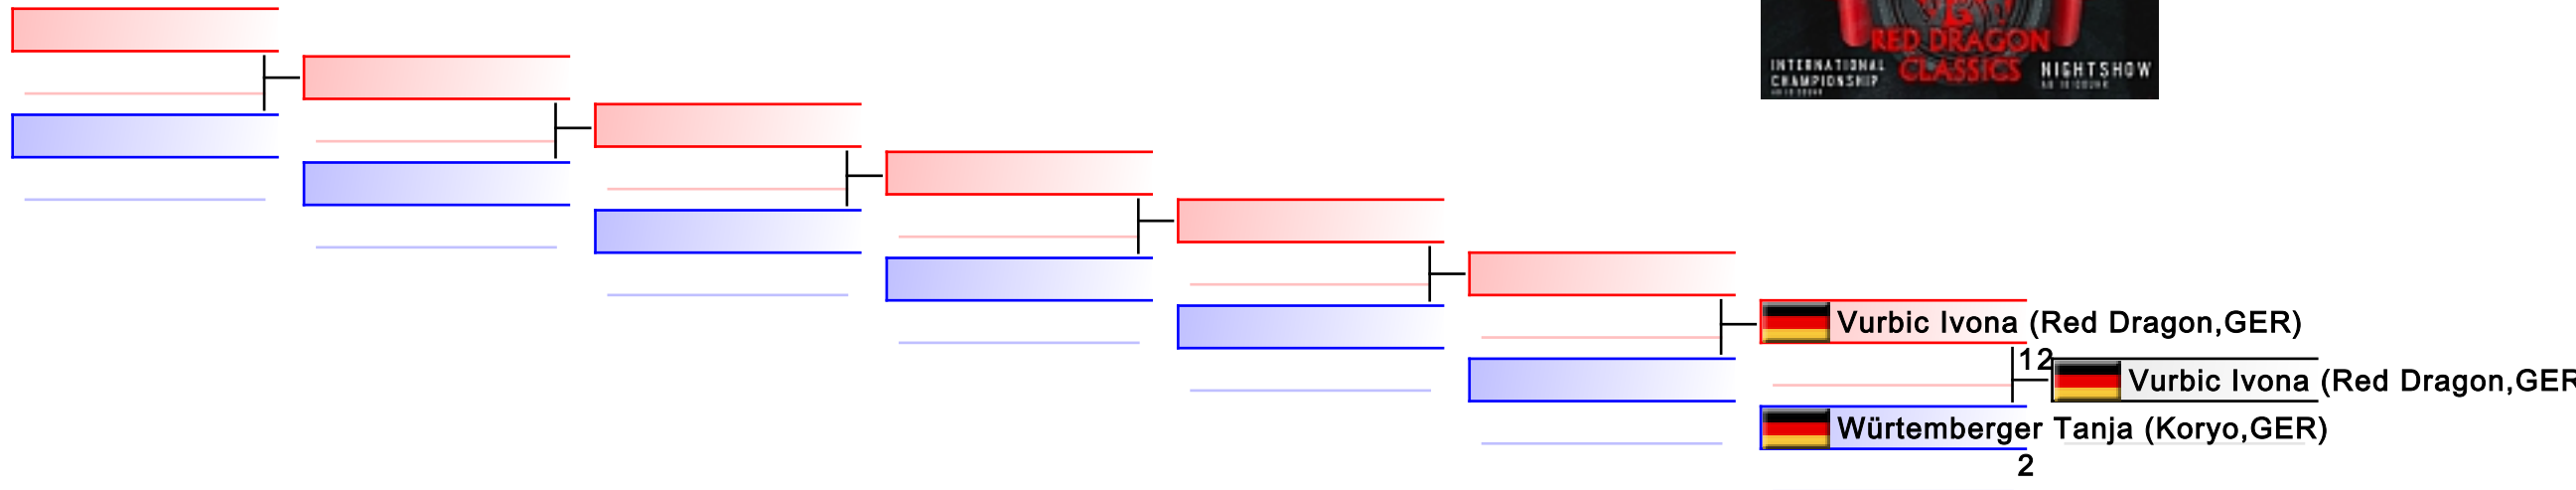 RED DRAGON
CLASSICS
INTERNATIONAL
CHAMPIONSHIP
NIGHTSHOW
Vurbic Ivona (Red Dragon,GER)
12
Vurbic Ivona (Red Dragon,GER
Würtemberger Tanja (Koryo,GER)
2